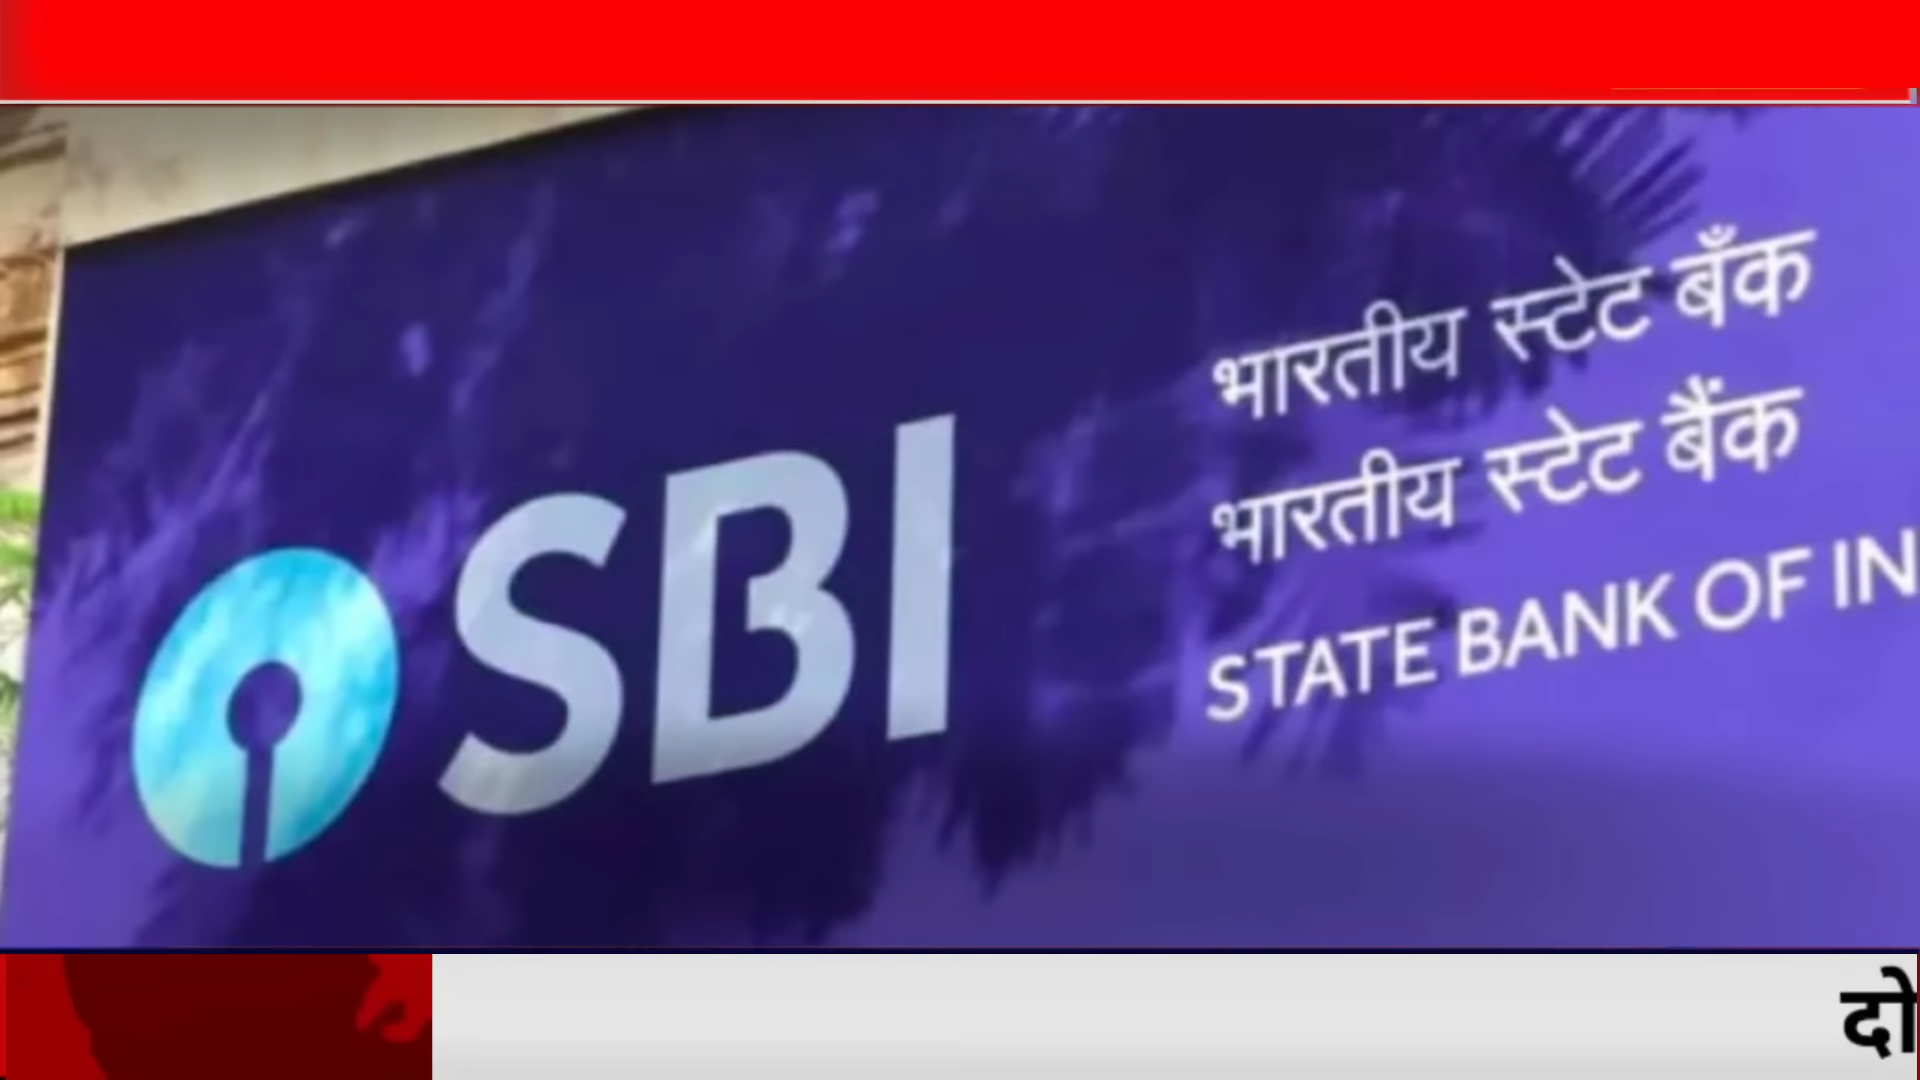 SBI
भारतीय स्टेट बँक
भारतीय स्टेट बैंक
STATE BANK OF IN
दो